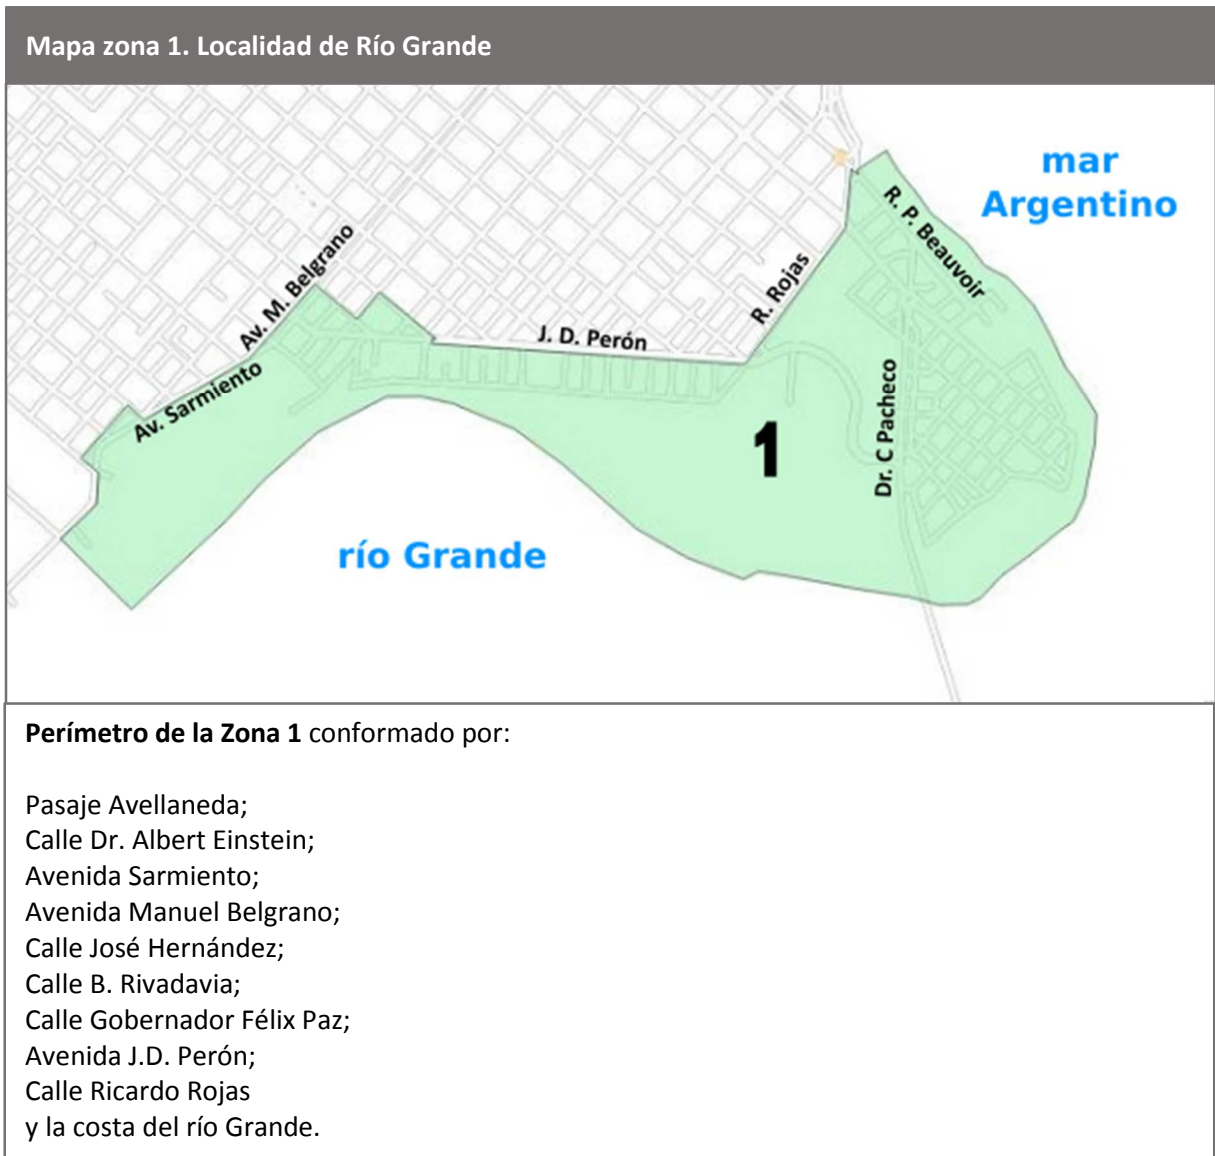 Mapa zona 1. Localidad de Río Grande
mar
Argentino
R. P. Beauvoir
Av. M. Belgrano
R. Rojas
J. D. Perón
Av. Sarmiento
Dr. C Pacheco
1
río Grande
Perímetro de la Zona 1 conformado por:
Pasaje Avellaneda;
Calle Dr. Albert Einstein;
Avenida Sarmiento;
Avenida Manuel Belgrano;
Calle José Hernández;
Calle B. Rivadavia;
Calle Gobernador Félix Paz;
Avenida J.D. Perón;
Calle Ricardo Rojas
y la costa del río Grande.